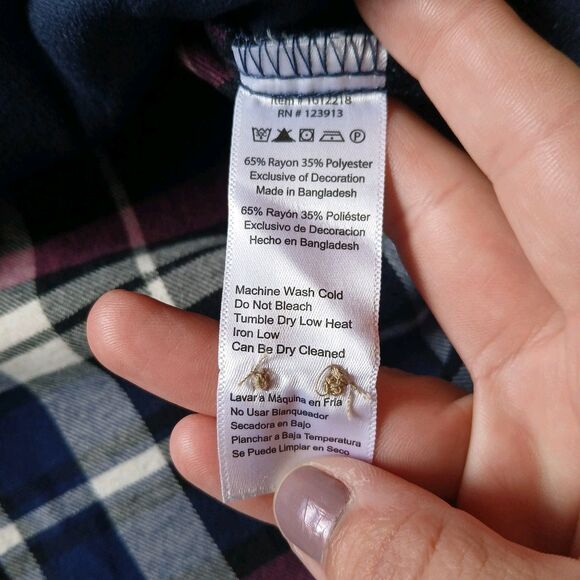 Item # 1612218
RN # 123913
65% Rayon 35% Polyester
Exclusive of Decoration
Made in Bangladesh
65% Rayón 35% Poliéster
Exclusivo de Decoracion
Hecho en Bangladesh
Machine Wash Cold
Do Not Bleach
Tumble Dry Low Heat
Iron Low
Can Be Dry Cleaned
Lavar a Máquina en Fria
No Usar Blanqueador
Secadora en Bajo
Planchar a Baja Temperatura
Se Puede Limpiar en Seco